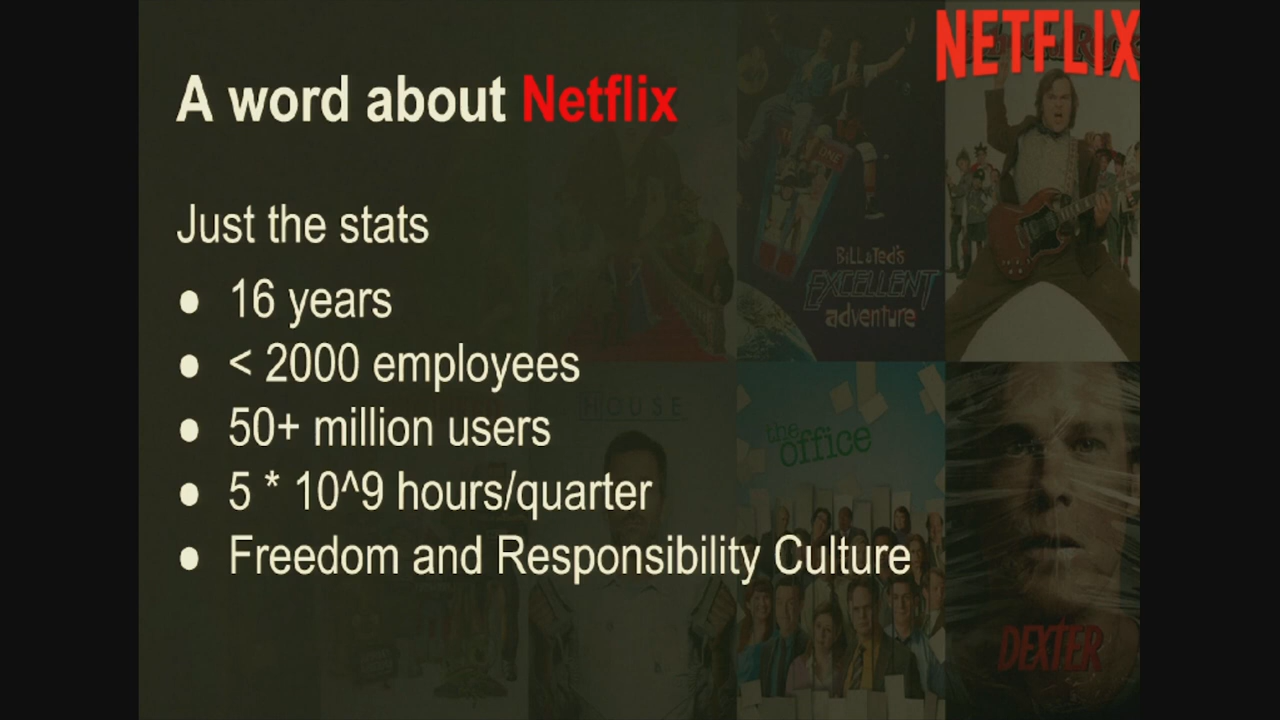 NETFLIX
A word about Netflix
Just the stats
● 16 years
● < 2000 employees
● 50+ million users
● 5 * 10^9 hours/quarter
● Freedom and Responsibility Culture
BiLL & Ted's
EXCELLENT
adventure
HOUSE
the
office
DEXTER